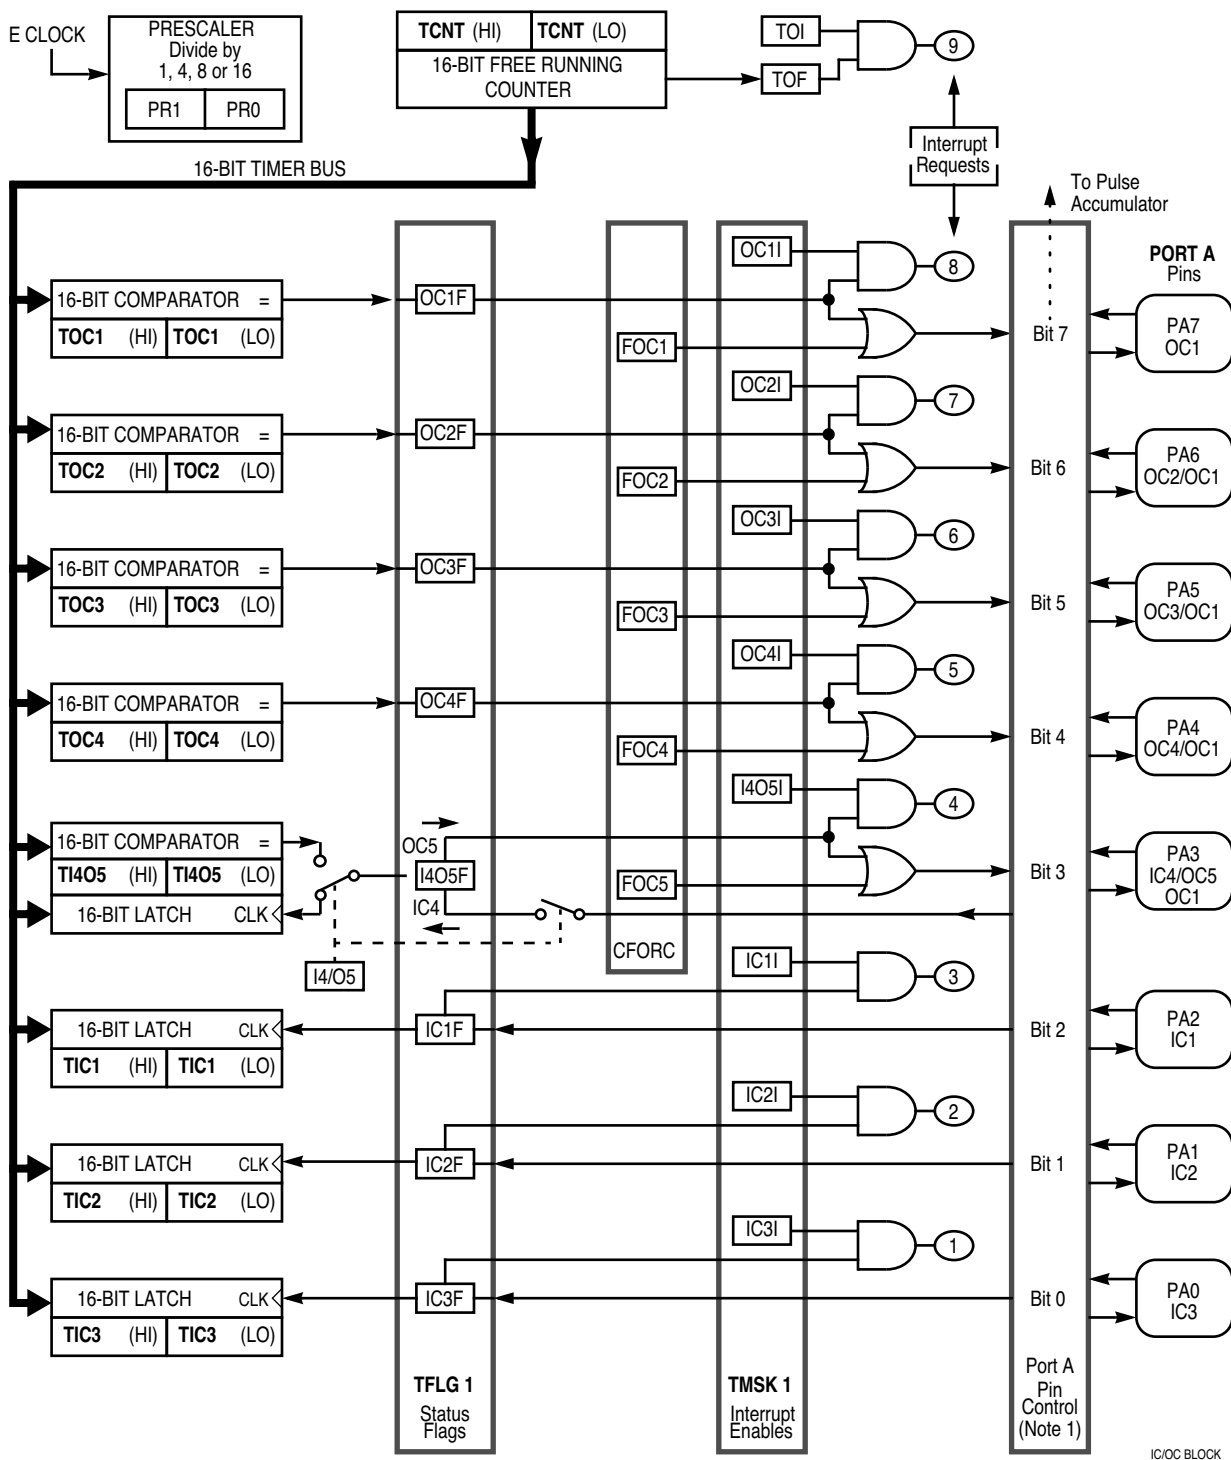 E CLOCK
PRESCALER
Divide by
1, 4, 8 or 16
PR1 PR0
TCNT (HI) TCNT (LO)
16-BIT FREE RUNNING
COUNTER
TOI
TOF
9
Interrupt
Requests
16-BIT TIMER BUS
To Pulse
Accumulator
PORT A
Pins
OC1I
8
16-BIT COMPARATOR =
TOC1 (HI) TOC1 (LO)
OC1F
FOC1
Bit 7
PA7
OC1
OC2I
7
16-BIT COMPARATOR =
TOC2 (HI) TOC2 (LO)
OC2F
FOC2
Bit 6
PA6
OC2/OC1
OC3I
6
16-BIT COMPARATOR =
TOC3 (HI) TOC3 (LO)
OC3F
FOC3
Bit 5
PA5
OC3/OC1
OC4I
5
16-BIT COMPARATOR =
TOC4 (HI) TOC4 (LO)
OC4F
FOC4
Bit 4
PA4
OC4/OC1
I4O5I
4
16-BIT COMPARATOR =
TI4O5 (HI) TI4O5 (LO)
16-BIT LATCH CLK
OC5
I4O5F
IC4
FOC5
Bit 3
PA3
IC4/OC5
OC1
I4/O5
CFORC
IC1I
3
16-BIT LATCH CLK
TIC1 (HI) TIC1 (LO)
IC1F
Bit 2
PA2
IC1
IC2I
2
16-BIT LATCH CLK
TIC2 (HI) TIC2 (LO)
IC2F
Bit 1
PA1
IC2
IC3I
1
16-BIT LATCH CLK
TIC3 (HI) TIC3 (LO)
IC3F
Bit 0
PA0
IC3
TFLG 1
Status
Flags
TMSK 1
Interrupt
Enables
Port A
Pin
Control
(Note 1)
IC/OC BLOCK